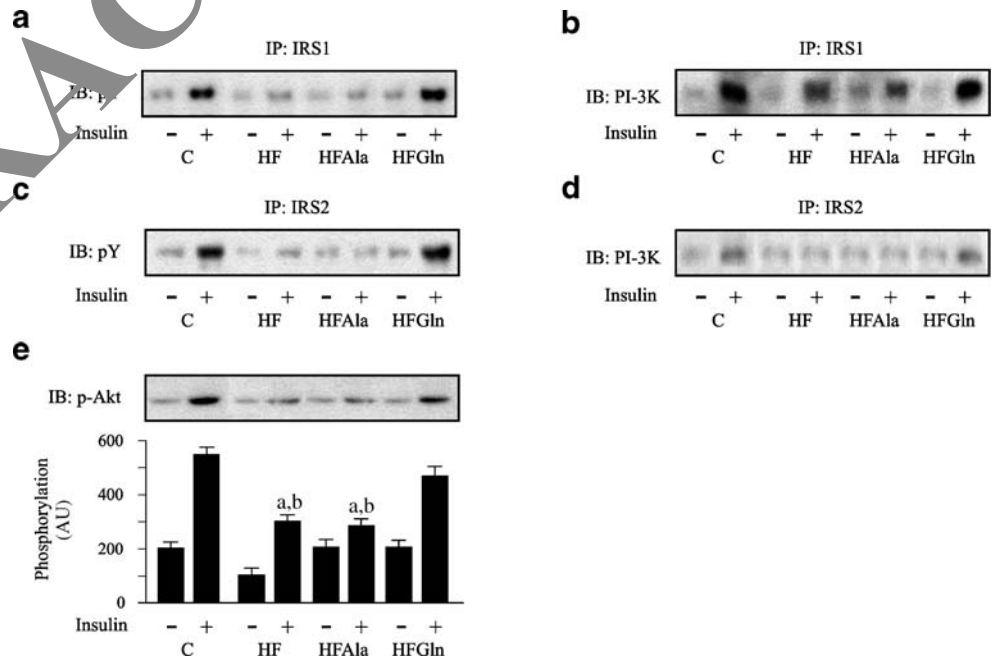 a
IP: IRS1
IB:
Insulin - + - + - + - +
C HF HFAla HFGln
b
IP: IRS1
IB: PI-3K
Insulin - + - + - + - +
C HF HFAla HFGln
c
IP: IRS2
IB: pY
Insulin - + - + - + - +
C HF HFAla HFGln
d
IP: IRS2
IB: PI-3K
Insulin - + - + - + - +
C HF HFAla HFGln
e
IB: p-Akt
600
400
200
0
Phosphorylation
(AU)
a,b a,b
Insulin - + - + - + - +
C HF HFAla HFGln